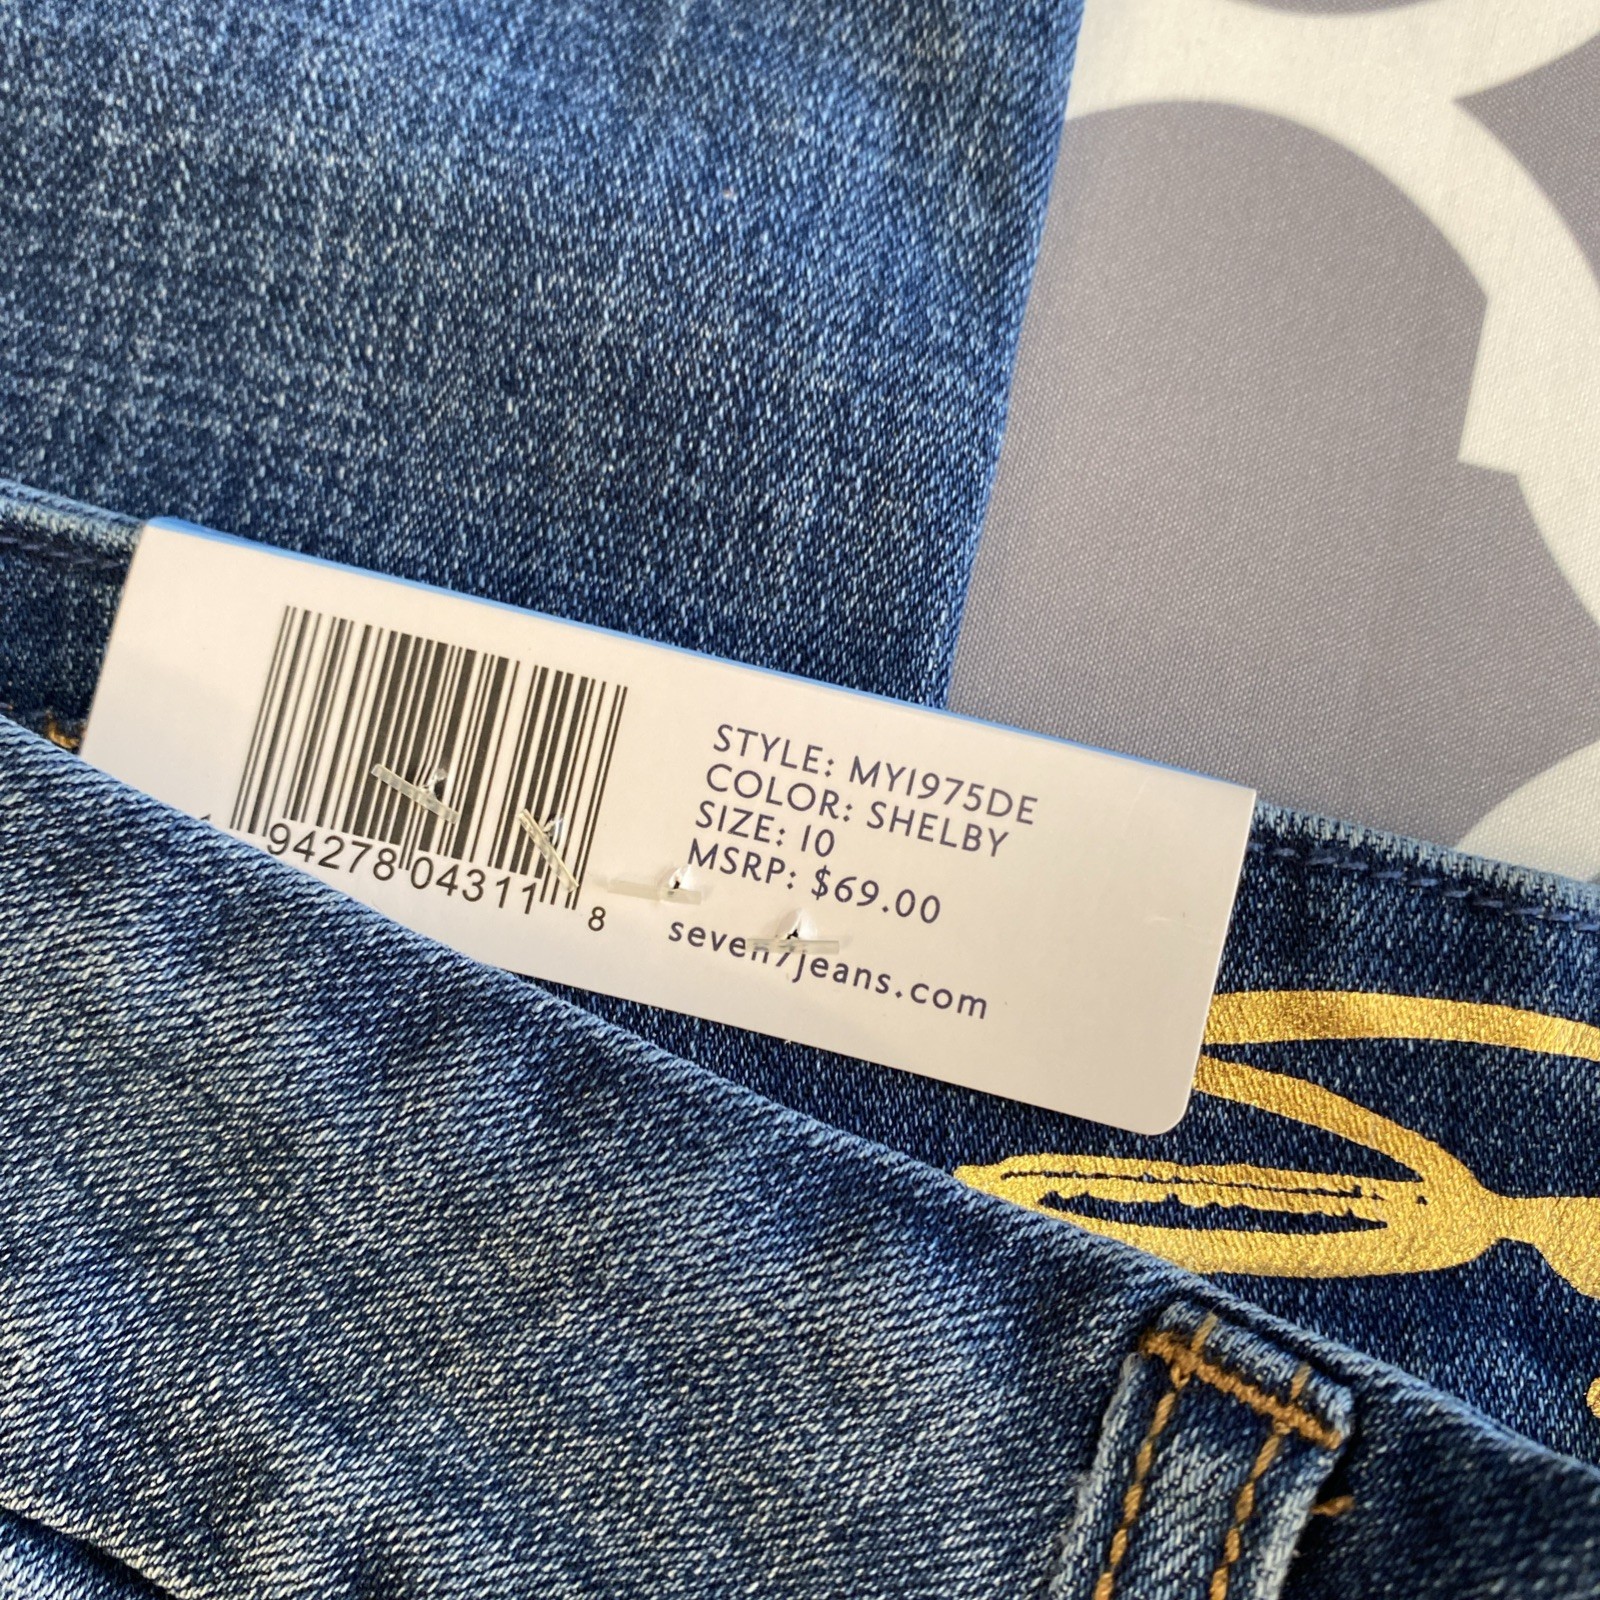 94278 04311 8
STYLE: MY1975DE
COLOR: SHELBY
SIZE: 10
MSRP: $69.00
seven7jeans.com